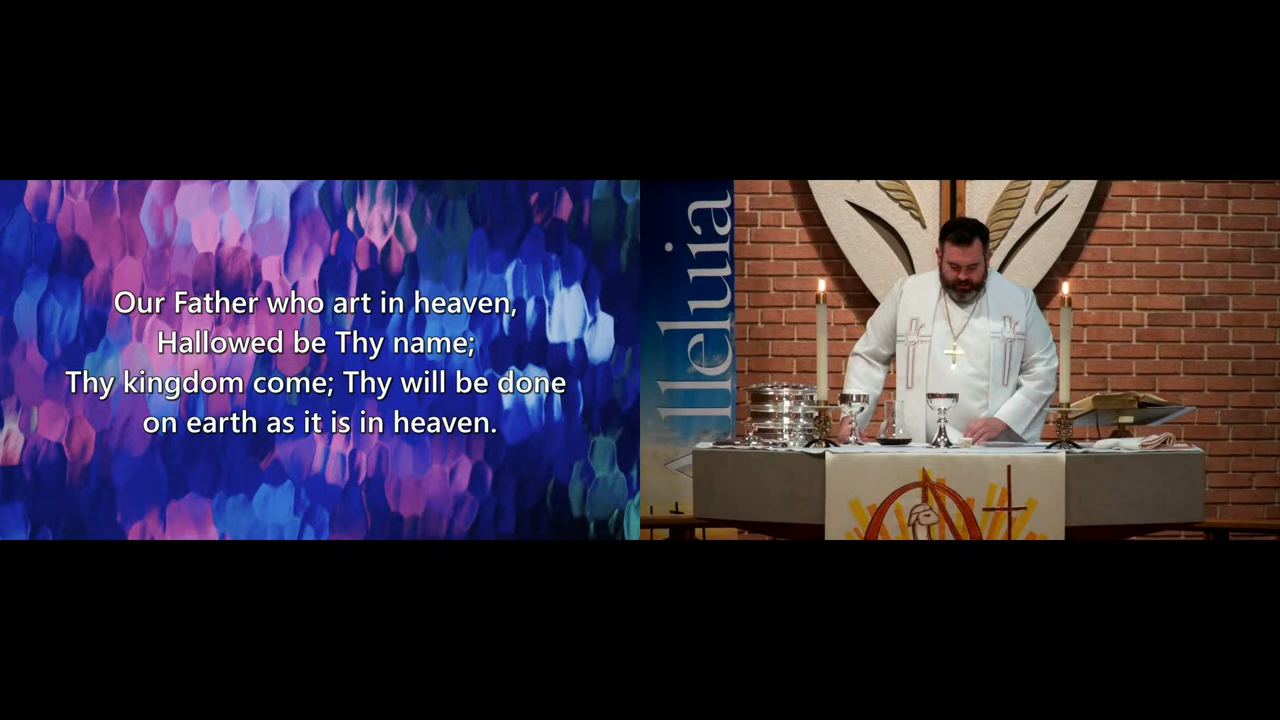 Our Father who art in heaven,
Hallowed be Thy name;
Thy kingdom come; Thy will be done
on earth as it is in heaven.
lleluia